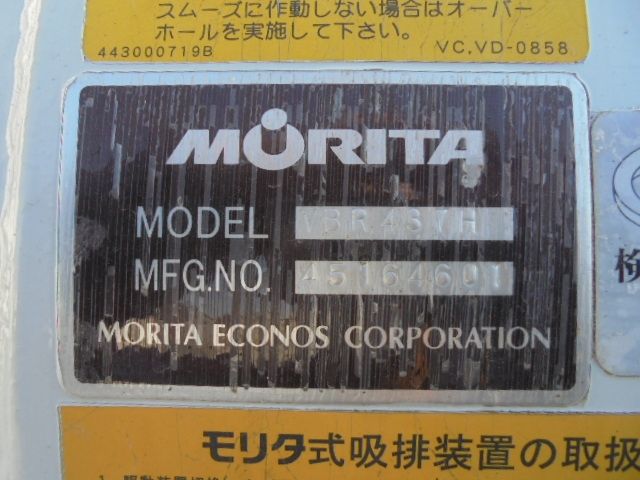 スムーズに作動しない場合はオーバー
ホールを実施して下さい。
443000719B VC,VD-0858
MORITA
MODEL VBR437H
MFG.NO. 45164601
MORITA ECONOS CORPORATION
検
モリタ式吸排装置の取扱